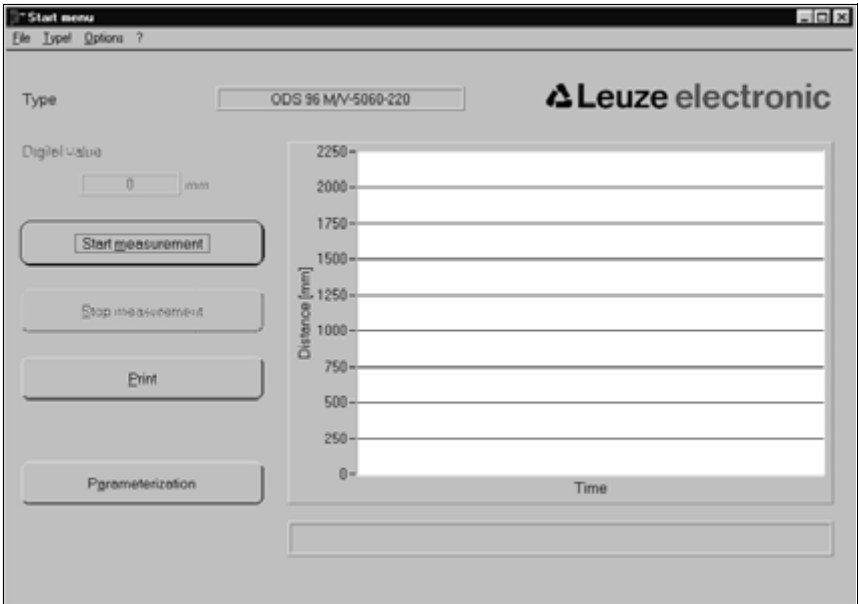 Start menu
File Type! Options ?
Type
ODS 96 M/V-5060-220
Leuze electronic
Digital value
0 mm
Start measurement
Stop measurement
Print
Parameterization
2250
2000
1750
1500
1250
1000
750
500
250
0
Distance [mm]
Time